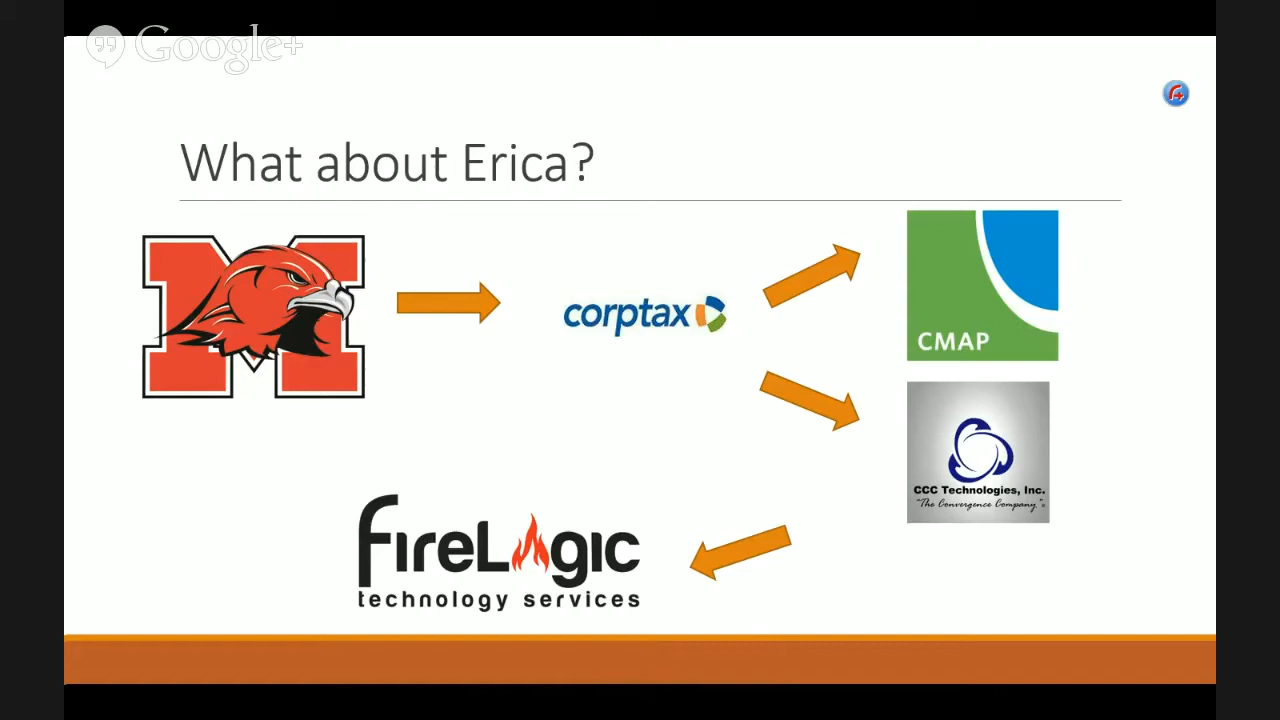 Google+
What about Erica?
M
corptax
CMAP
CCC Technologies, Inc.
"The Convergence Company"
FireLogic
technology services